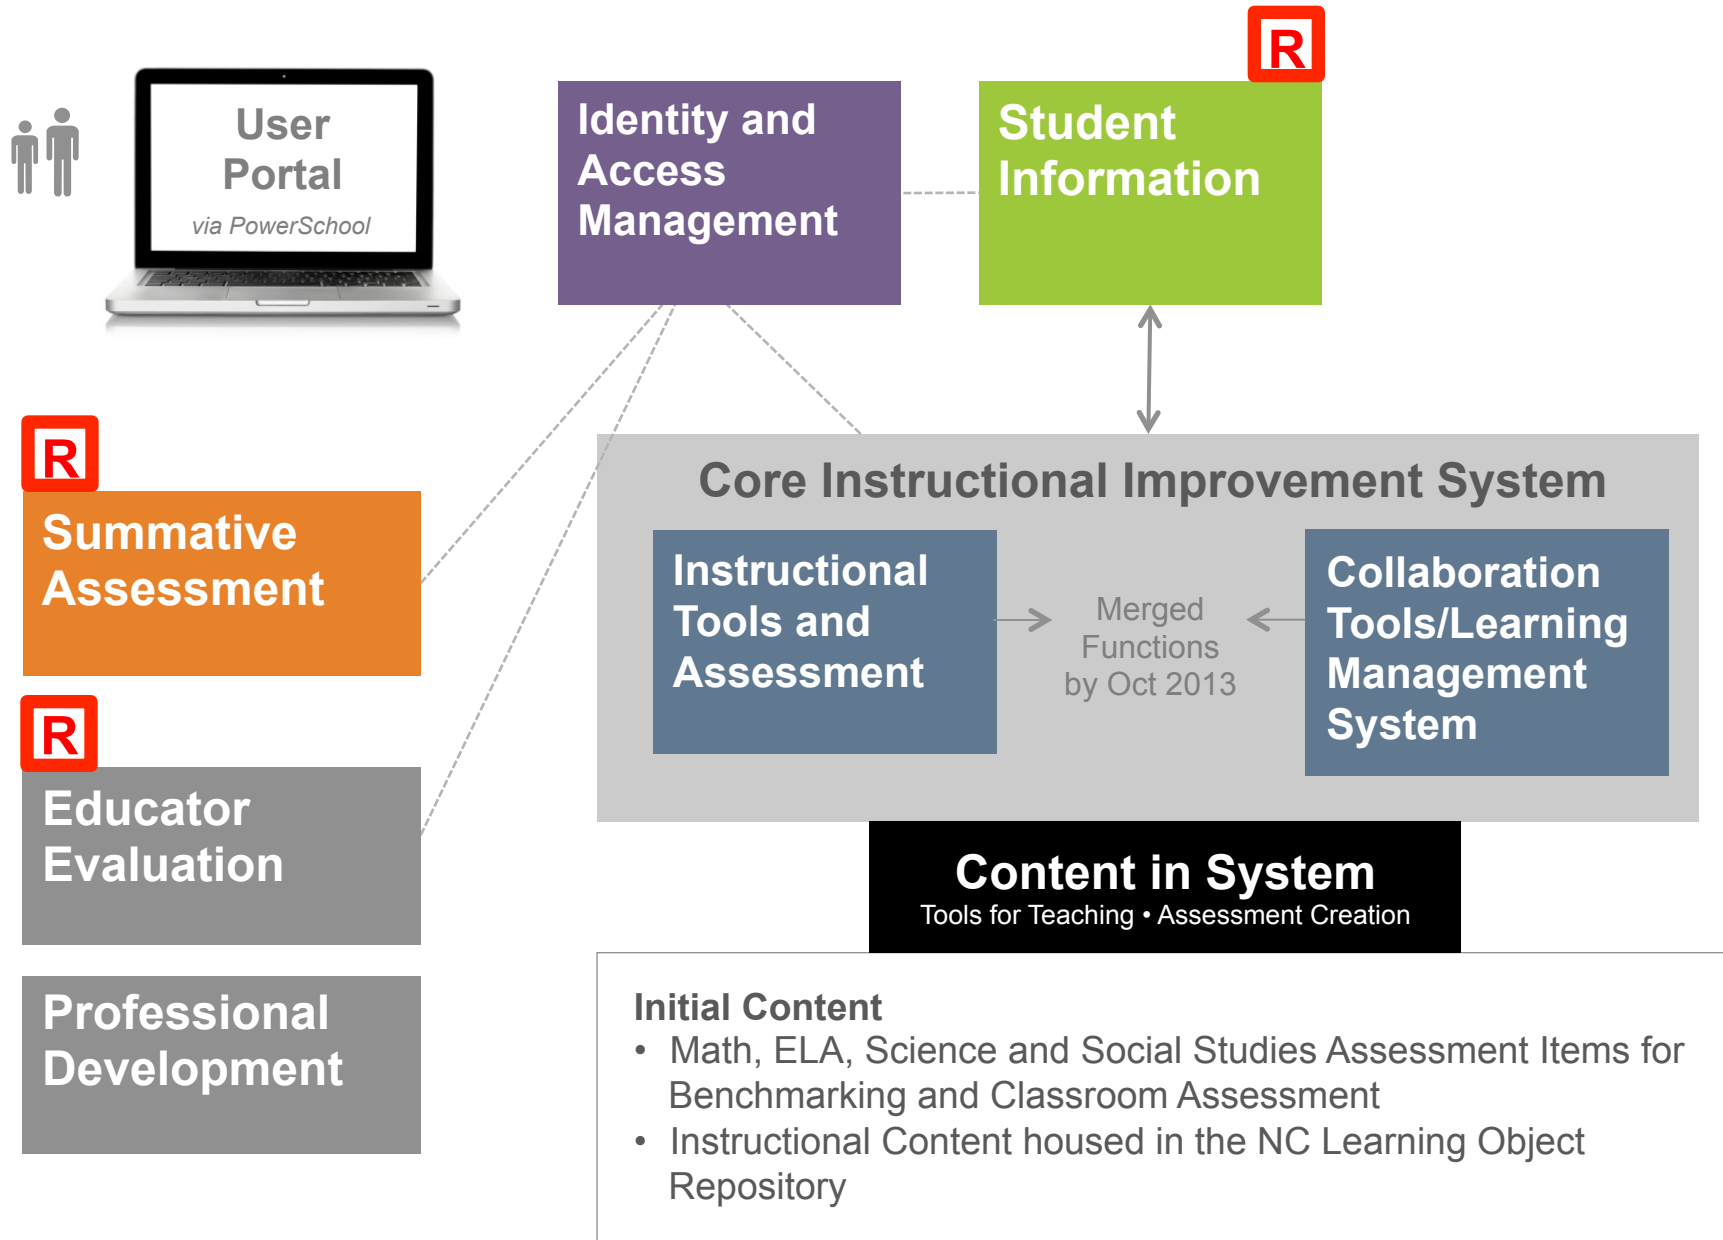 User
Portal
via PowerSchool
Identity and
Access
Management
R
Student
Information
R
Summative
Assessment
R
Educator
Evaluation
Professional
Development
Core Instructional Improvement System
Instructional
Tools and
Assessment
Merged
Functions
by Oct 2013
Collaboration
Tools/Learning
Management
System
Content in System
Tools for Teaching • Assessment Creation
Initial Content
• Math, ELA, Science and Social Studies Assessment Items for
Benchmarking and Classroom Assessment
• Instructional Content housed in the NC Learning Object
Repository